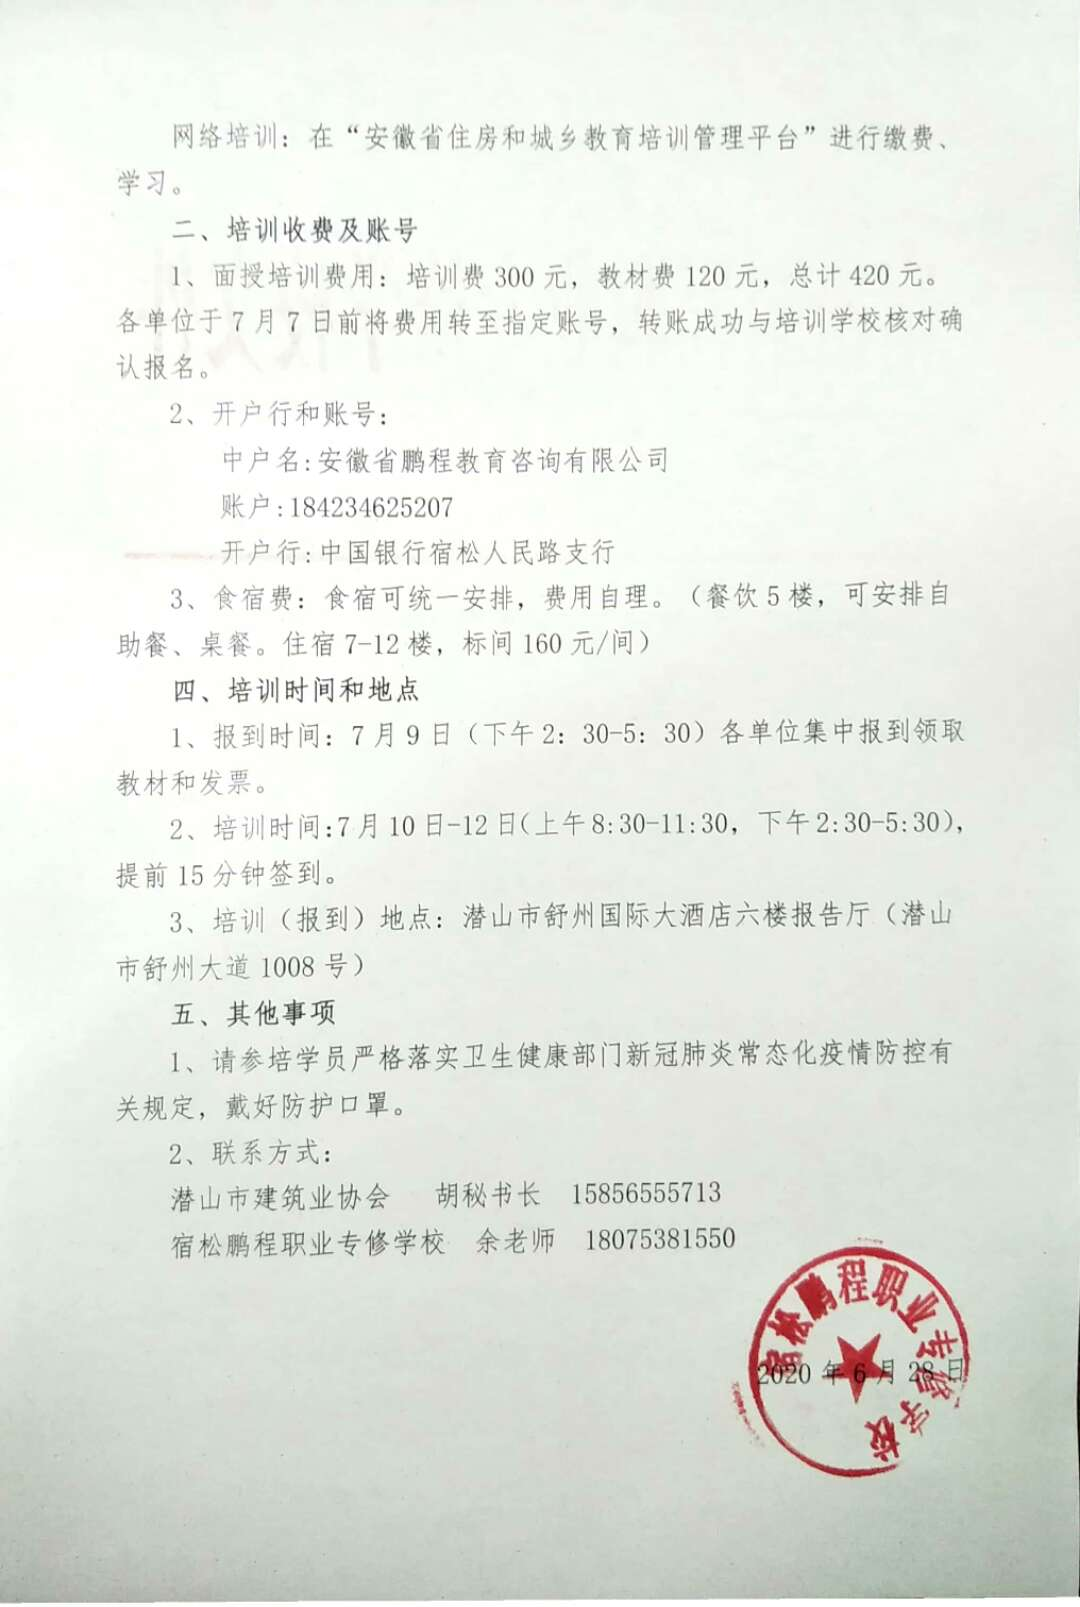 网络培训：在“安徽省住房和城乡教育培训管理平台”进行缴费、
学习。
二、培训收费及账号
1、面授培训费用：培训费300元，教材费120元，总计420元。
各单位于7月7日前将费用转至指定账号，转账成功与培训学校核对确
认报名。
2、开户行和账号：
中户名:安徽省鹏程教育咨询有限公司
账户:184234625207
开户行:中国银行宿松人民路支行
3、食宿费：食宿可统一安排，费用自理。（餐饮5楼，可安排自
助餐、桌餐。住宿7-12楼，标间160元/间）
四、培训时间和地点
1、报到时间：7月9日（下午2：30-5：30）各单位集中报到领取
教材和发票。
2、培训时间:7月10日-12日(上午8:30-11:30，下午2:30-5:30)，
提前15分钟签到。
3、培训（报到）地点：潜山市舒州国际大酒店六楼报告厅（潜山
市舒州大道1008号）
五、其他事项
1、请参培学员严格落实卫生健康部门新冠肺炎常态化疫情防控有
关规定，戴好防护口罩。
2、联系方式：
潜山市建筑业协会 胡秘书长 15856555713
宿松鹏程职业专修学校 余老师 18075381550
宿松鹏程职业专修学校
2020年6月28日